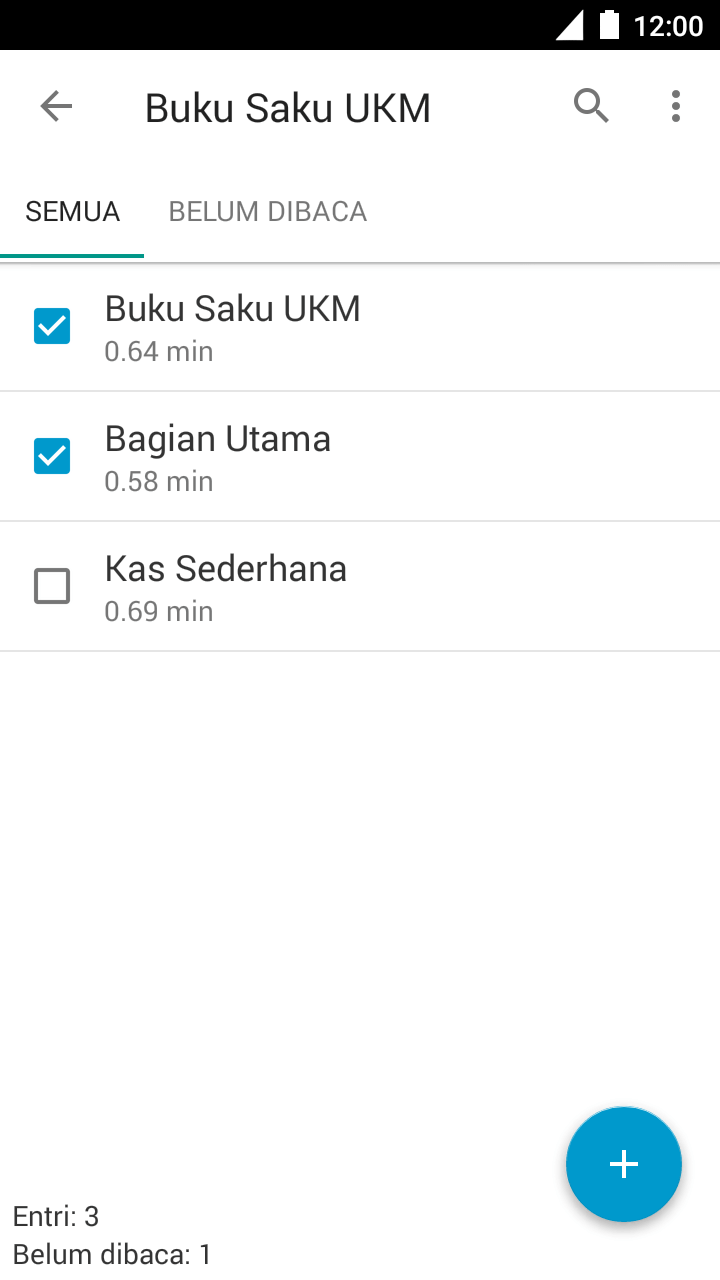 12:00
Buku Saku UKM
SEMUA BELUM DIBACA
Buku Saku UKM
0.64 min
Bagian Utama
0.58 min
Kas Sederhana
0.69 min
Entri: 3
Belum dibaca: 1